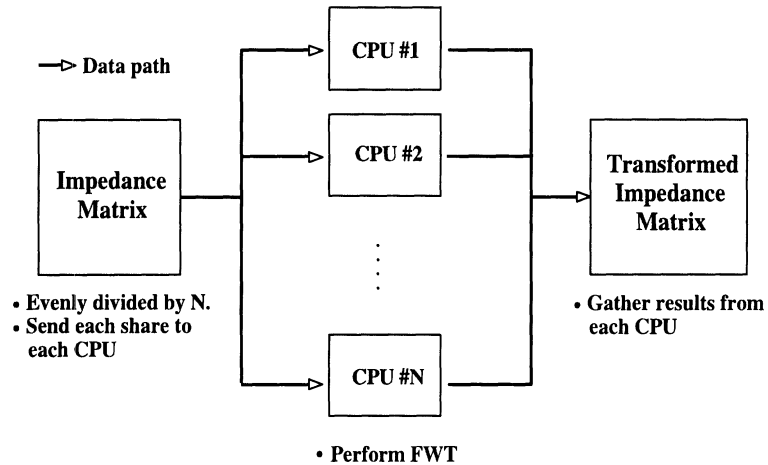 CPU #1
Data path
CPU #2
Impedance
Matrix
Transformed
Impedance
Matrix
• Evenly divided by N.
• Send each share to
each CPU
• Gather results from
each CPU
CPU #N
• Perform FWT